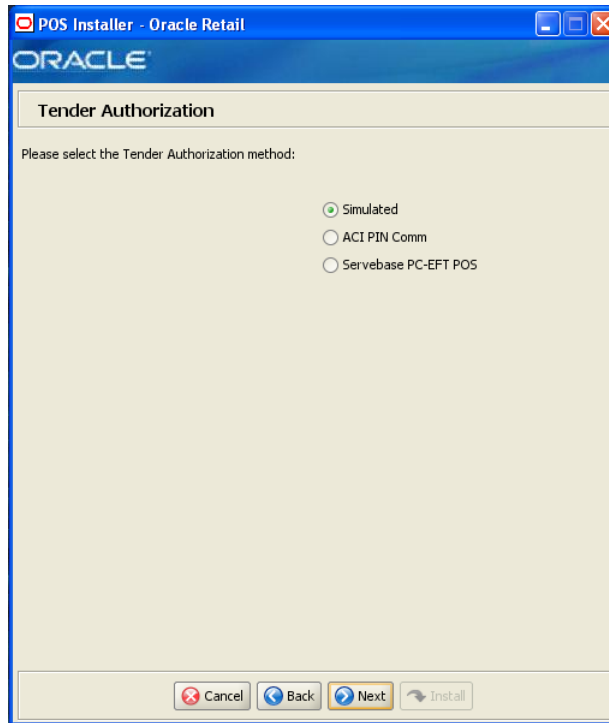 POS Installer - Oracle Retail
ORACLE
Tender Authorization
Please select the Tender Authorization method:
Simulated
ACI PIN Comm
Servebase PC-EFT POS
Cancel Back Next Install